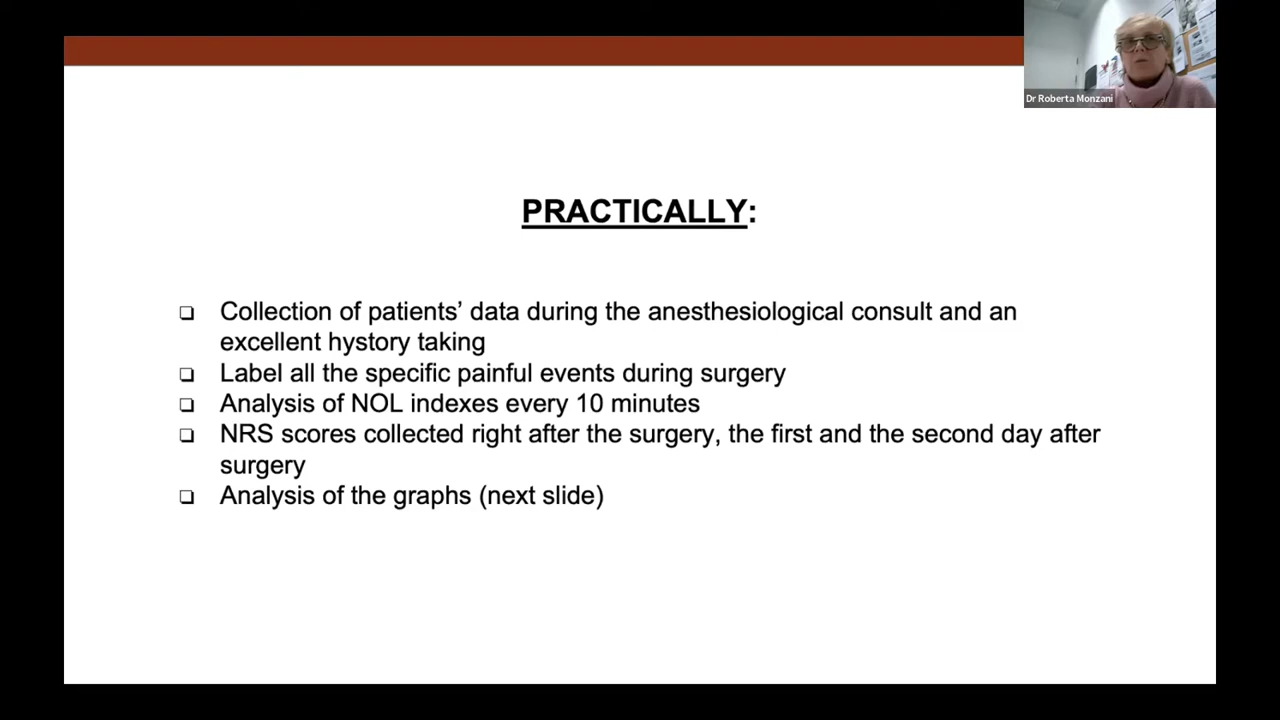 Dr Roberta Monzani
PRACTICALLY:
❏ Collection of patients’ data during the anesthesiological consult and an
excellent hystory taking
❏ Label all the specific painful events during surgery
❏ Analysis of NOL indexes every 10 minutes
❏ NRS scores collected right after the surgery, the first and the second day after
surgery
❏ Analysis of the graphs (next slide)